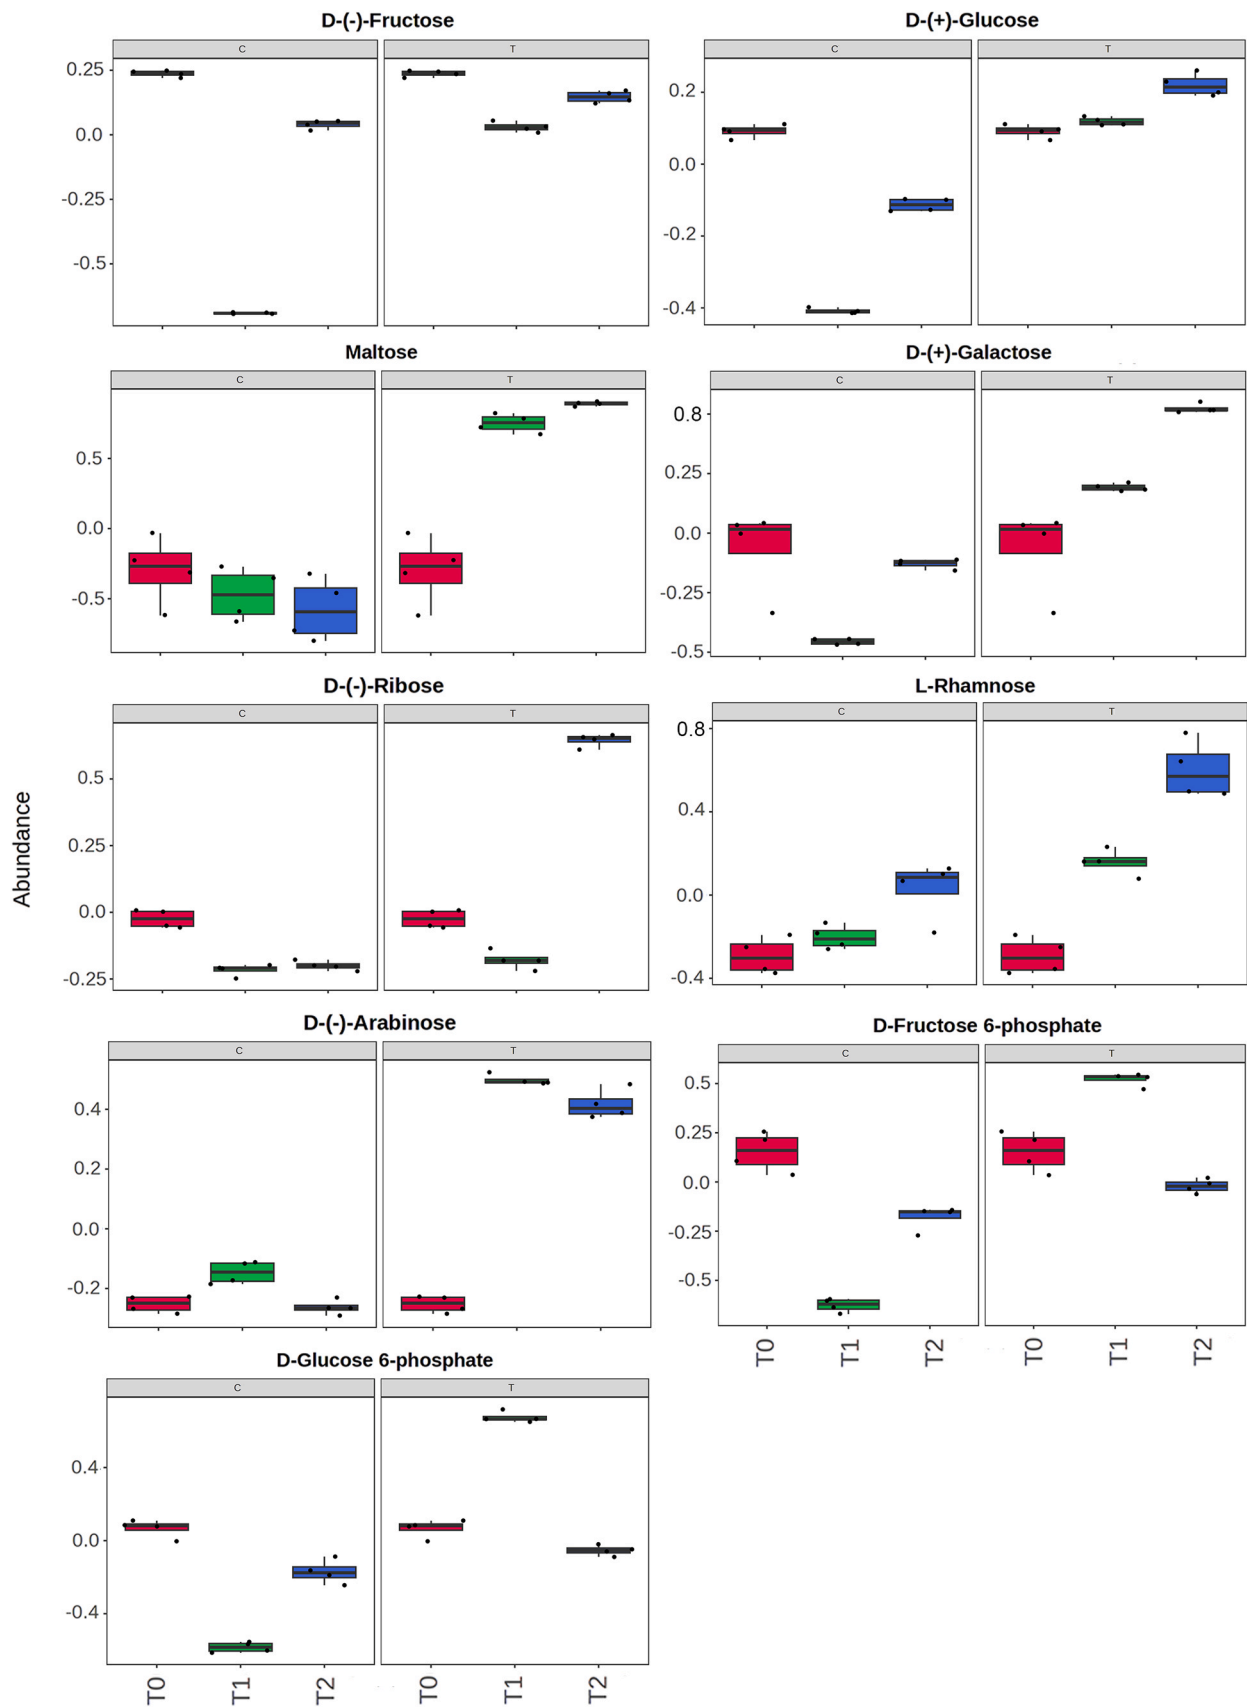 D-(-)-Fructose
D-(+)-Glucose
C
T
C
T
0.25
0.0
-0.25
-0.5
0.2
0.0
-0.2
-0.4
Maltose
D-(+)-Galactose
C
T
C
T
0.5
0.0
-0.5
0.8
0.25
0.0
-0.25
-0.5
D-(-)-Ribose
L-Rhamnose
C
T
C
T
0.5
0.25
0.0
-0.25
0.8
0.4
0.0
-0.4
Abundance
D-(-)-Arabinose
D-Fructose 6-phosphate
C
T
C
T
0.4
0.2
0.0
-0.2
0.5
0.25
0.0
-0.25
-0.5
T0
T1
T2
T0
T1
T2
D-Glucose 6-phosphate
C
T
0.4
0.0
-0.4
T0
T1
T2
T0
T1
T2